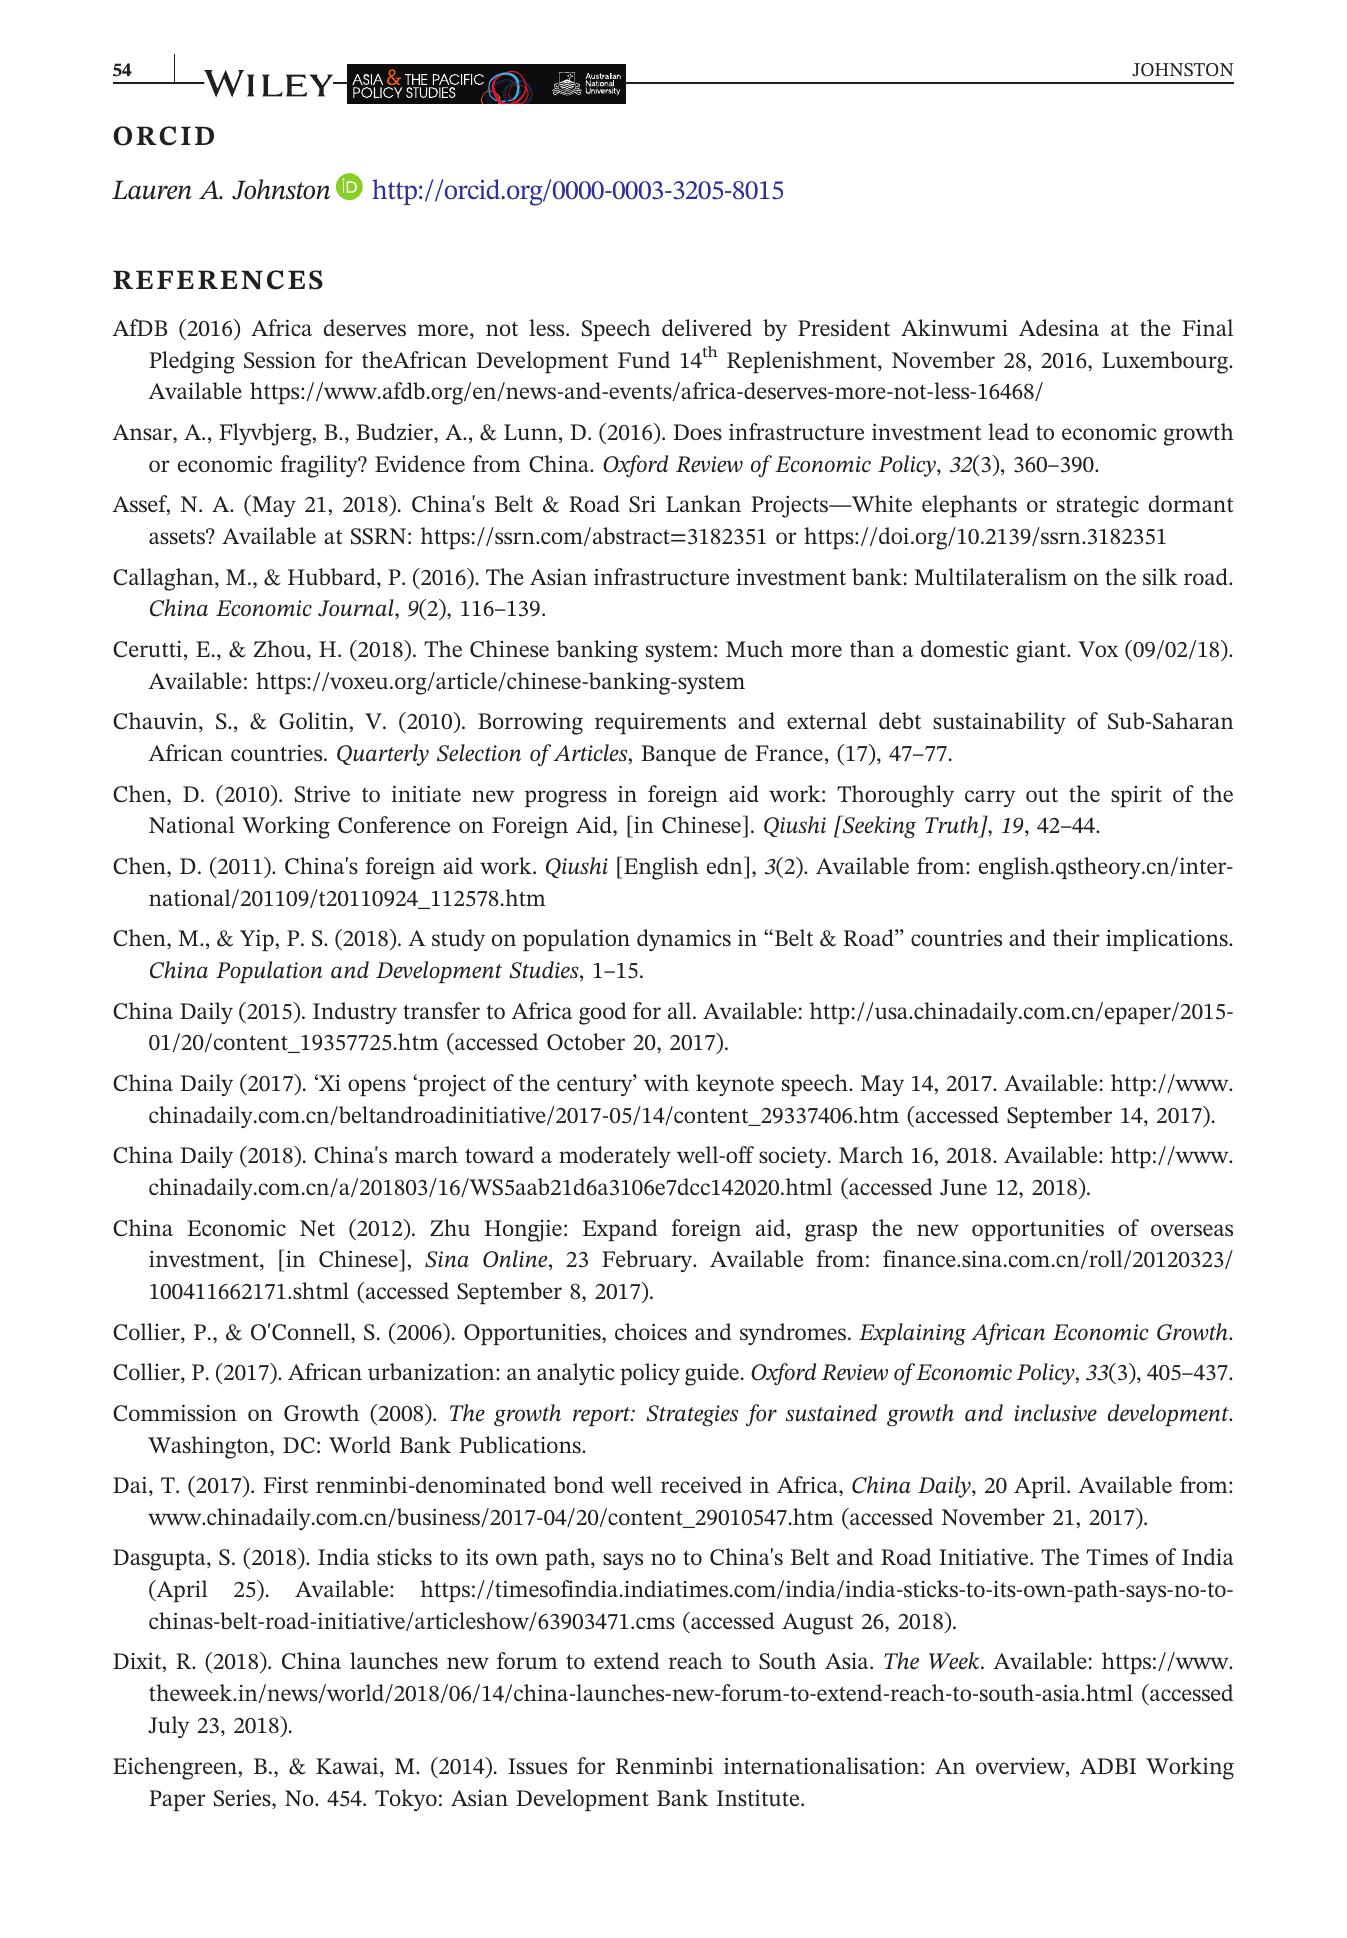 54
WILEY
ASIA & THE PACIFIC
POLICY STUDIES
Australian
National
University
JOHNSTON
ORCID
Lauren A. Johnston iD http://orcid.org/0000-0003-3205-8015
REFERENCES
AfDB (2016) Africa deserves more, not less. Speech delivered by President Akinwumi Adesina at the Final
Pledging Session for theAfrican Development Fund 14th Replenishment, November 28, 2016, Luxembourg.
Available https://www.afdb.org/en/news-and-events/africa-deserves-more-not-less-16468/
Ansar, A., Flyvbjerg, B., Budzier, A., & Lunn, D. (2016). Does infrastructure investment lead to economic growth
or economic fragility? Evidence from China. Oxford Review of Economic Policy, 32(3), 360–390.
Assef, N. A. (May 21, 2018). China's Belt & Road Sri Lankan Projects—White elephants or strategic dormant
assets? Available at SSRN: https://ssrn.com/abstract=3182351 or https://doi.org/10.2139/ssrn.3182351
Callaghan, M., & Hubbard, P. (2016). The Asian infrastructure investment bank: Multilateralism on the silk road.
China Economic Journal, 9(2), 116–139.
Cerutti, E., & Zhou, H. (2018). The Chinese banking system: Much more than a domestic giant. Vox (09/02/18).
Available: https://voxeu.org/article/chinese-banking-system
Chauvin, S., & Golitin, V. (2010). Borrowing requirements and external debt sustainability of Sub-Saharan
African countries. Quarterly Selection of Articles, Banque de France, (17), 47–77.
Chen, D. (2010). Strive to initiate new progress in foreign aid work: Thoroughly carry out the spirit of the
National Working Conference on Foreign Aid, [in Chinese]. Qiushi [Seeking Truth], 19, 42–44.
Chen, D. (2011). China's foreign aid work. Qiushi [English edn], 3(2). Available from: english.qstheory.cn/inter-
national/201109/t20110924_112578.htm
Chen, M., & Yip, P. S. (2018). A study on population dynamics in “Belt & Road” countries and their implications.
China Population and Development Studies, 1–15.
China Daily (2015). Industry transfer to Africa good for all. Available: http://usa.chinadaily.com.cn/epaper/2015-
01/20/content_19357725.htm (accessed October 20, 2017).
China Daily (2017). ‘Xi opens ‘project of the century’ with keynote speech. May 14, 2017. Available: http://www.
chinadaily.com.cn/beltandroadinitiative/2017-05/14/content_29337406.htm (accessed September 14, 2017).
China Daily (2018). China's march toward a moderately well-off society. March 16, 2018. Available: http://www.
chinadaily.com.cn/a/201803/16/WS5aab21d6a3106e7dcc142020.html (accessed June 12, 2018).
China Economic Net (2012). Zhu Hongjie: Expand foreign aid, grasp the new opportunities of overseas
investment, [in Chinese], Sina Online, 23 February. Available from: finance.sina.com.cn/roll/20120323/
100411662171.shtml (accessed September 8, 2017).
Collier, P., & O'Connell, S. (2006). Opportunities, choices and syndromes. Explaining African Economic Growth.
Collier, P. (2017). African urbanization: an analytic policy guide. Oxford Review of Economic Policy, 33(3), 405–437.
Commission on Growth (2008). The growth report: Strategies for sustained growth and inclusive development.
Washington, DC: World Bank Publications.
Dai, T. (2017). First renminbi-denominated bond well received in Africa, China Daily, 20 April. Available from:
www.chinadaily.com.cn/business/2017-04/20/content_29010547.htm (accessed November 21, 2017).
Dasgupta, S. (2018). India sticks to its own path, says no to China's Belt and Road Initiative. The Times of India
(April 25). Available: https://timesofindia.indiatimes.com/india/india-sticks-to-its-own-path-says-no-to-
chinas-belt-road-initiative/articleshow/63903471.cms (accessed August 26, 2018).
Dixit, R. (2018). China launches new forum to extend reach to South Asia. The Week. Available: https://www.
theweek.in/news/world/2018/06/14/china-launches-new-forum-to-extend-reach-to-south-asia.html (accessed
July 23, 2018).
Eichengreen, B., & Kawai, M. (2014). Issues for Renminbi internationalisation: An overview, ADBI Working
Paper Series, No. 454. Tokyo: Asian Development Bank Institute.